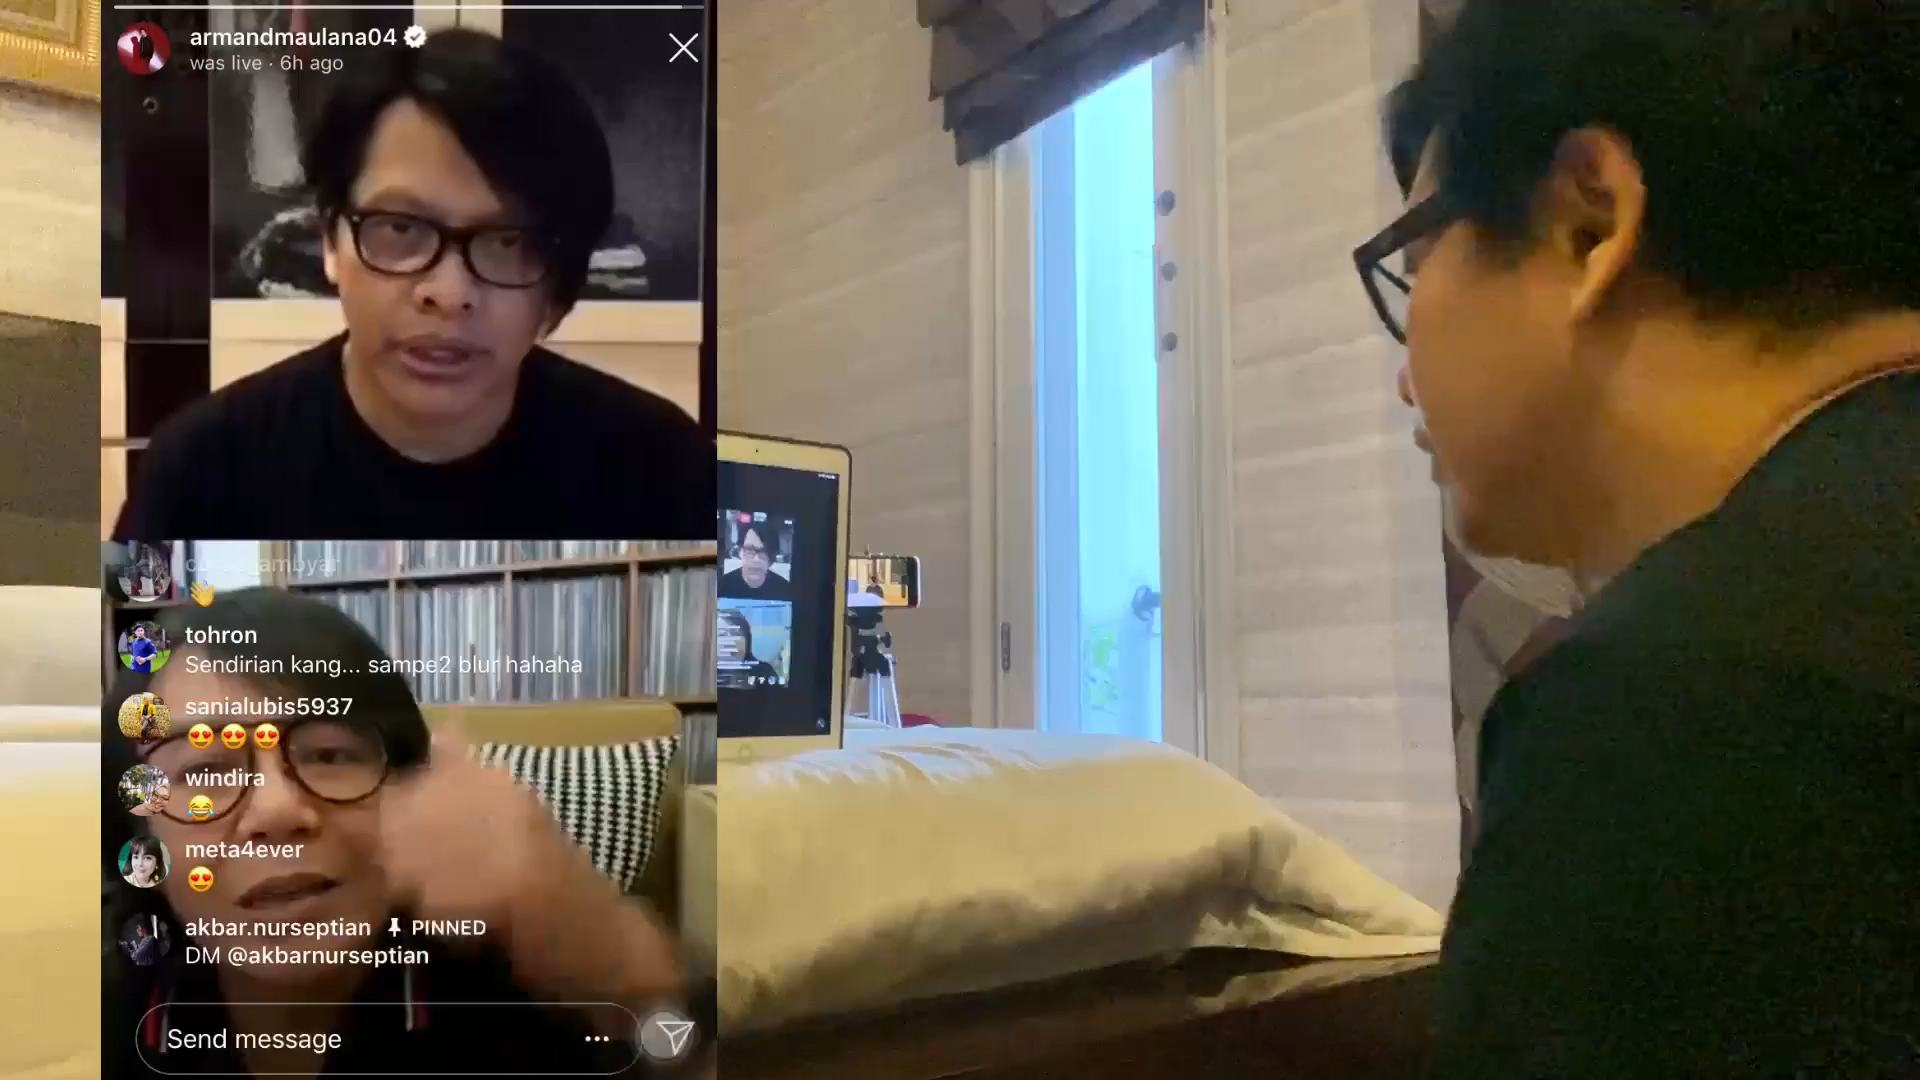 armandmaulana04
was live · 6h ago
tohron
Sendirian kang... sampe2 blur hahaha
sanialubis5937
😍😍😍
windira
😂
meta4ever
😍
akbar.nurseptian PINNED
DM @akbarnurseptian
Send message